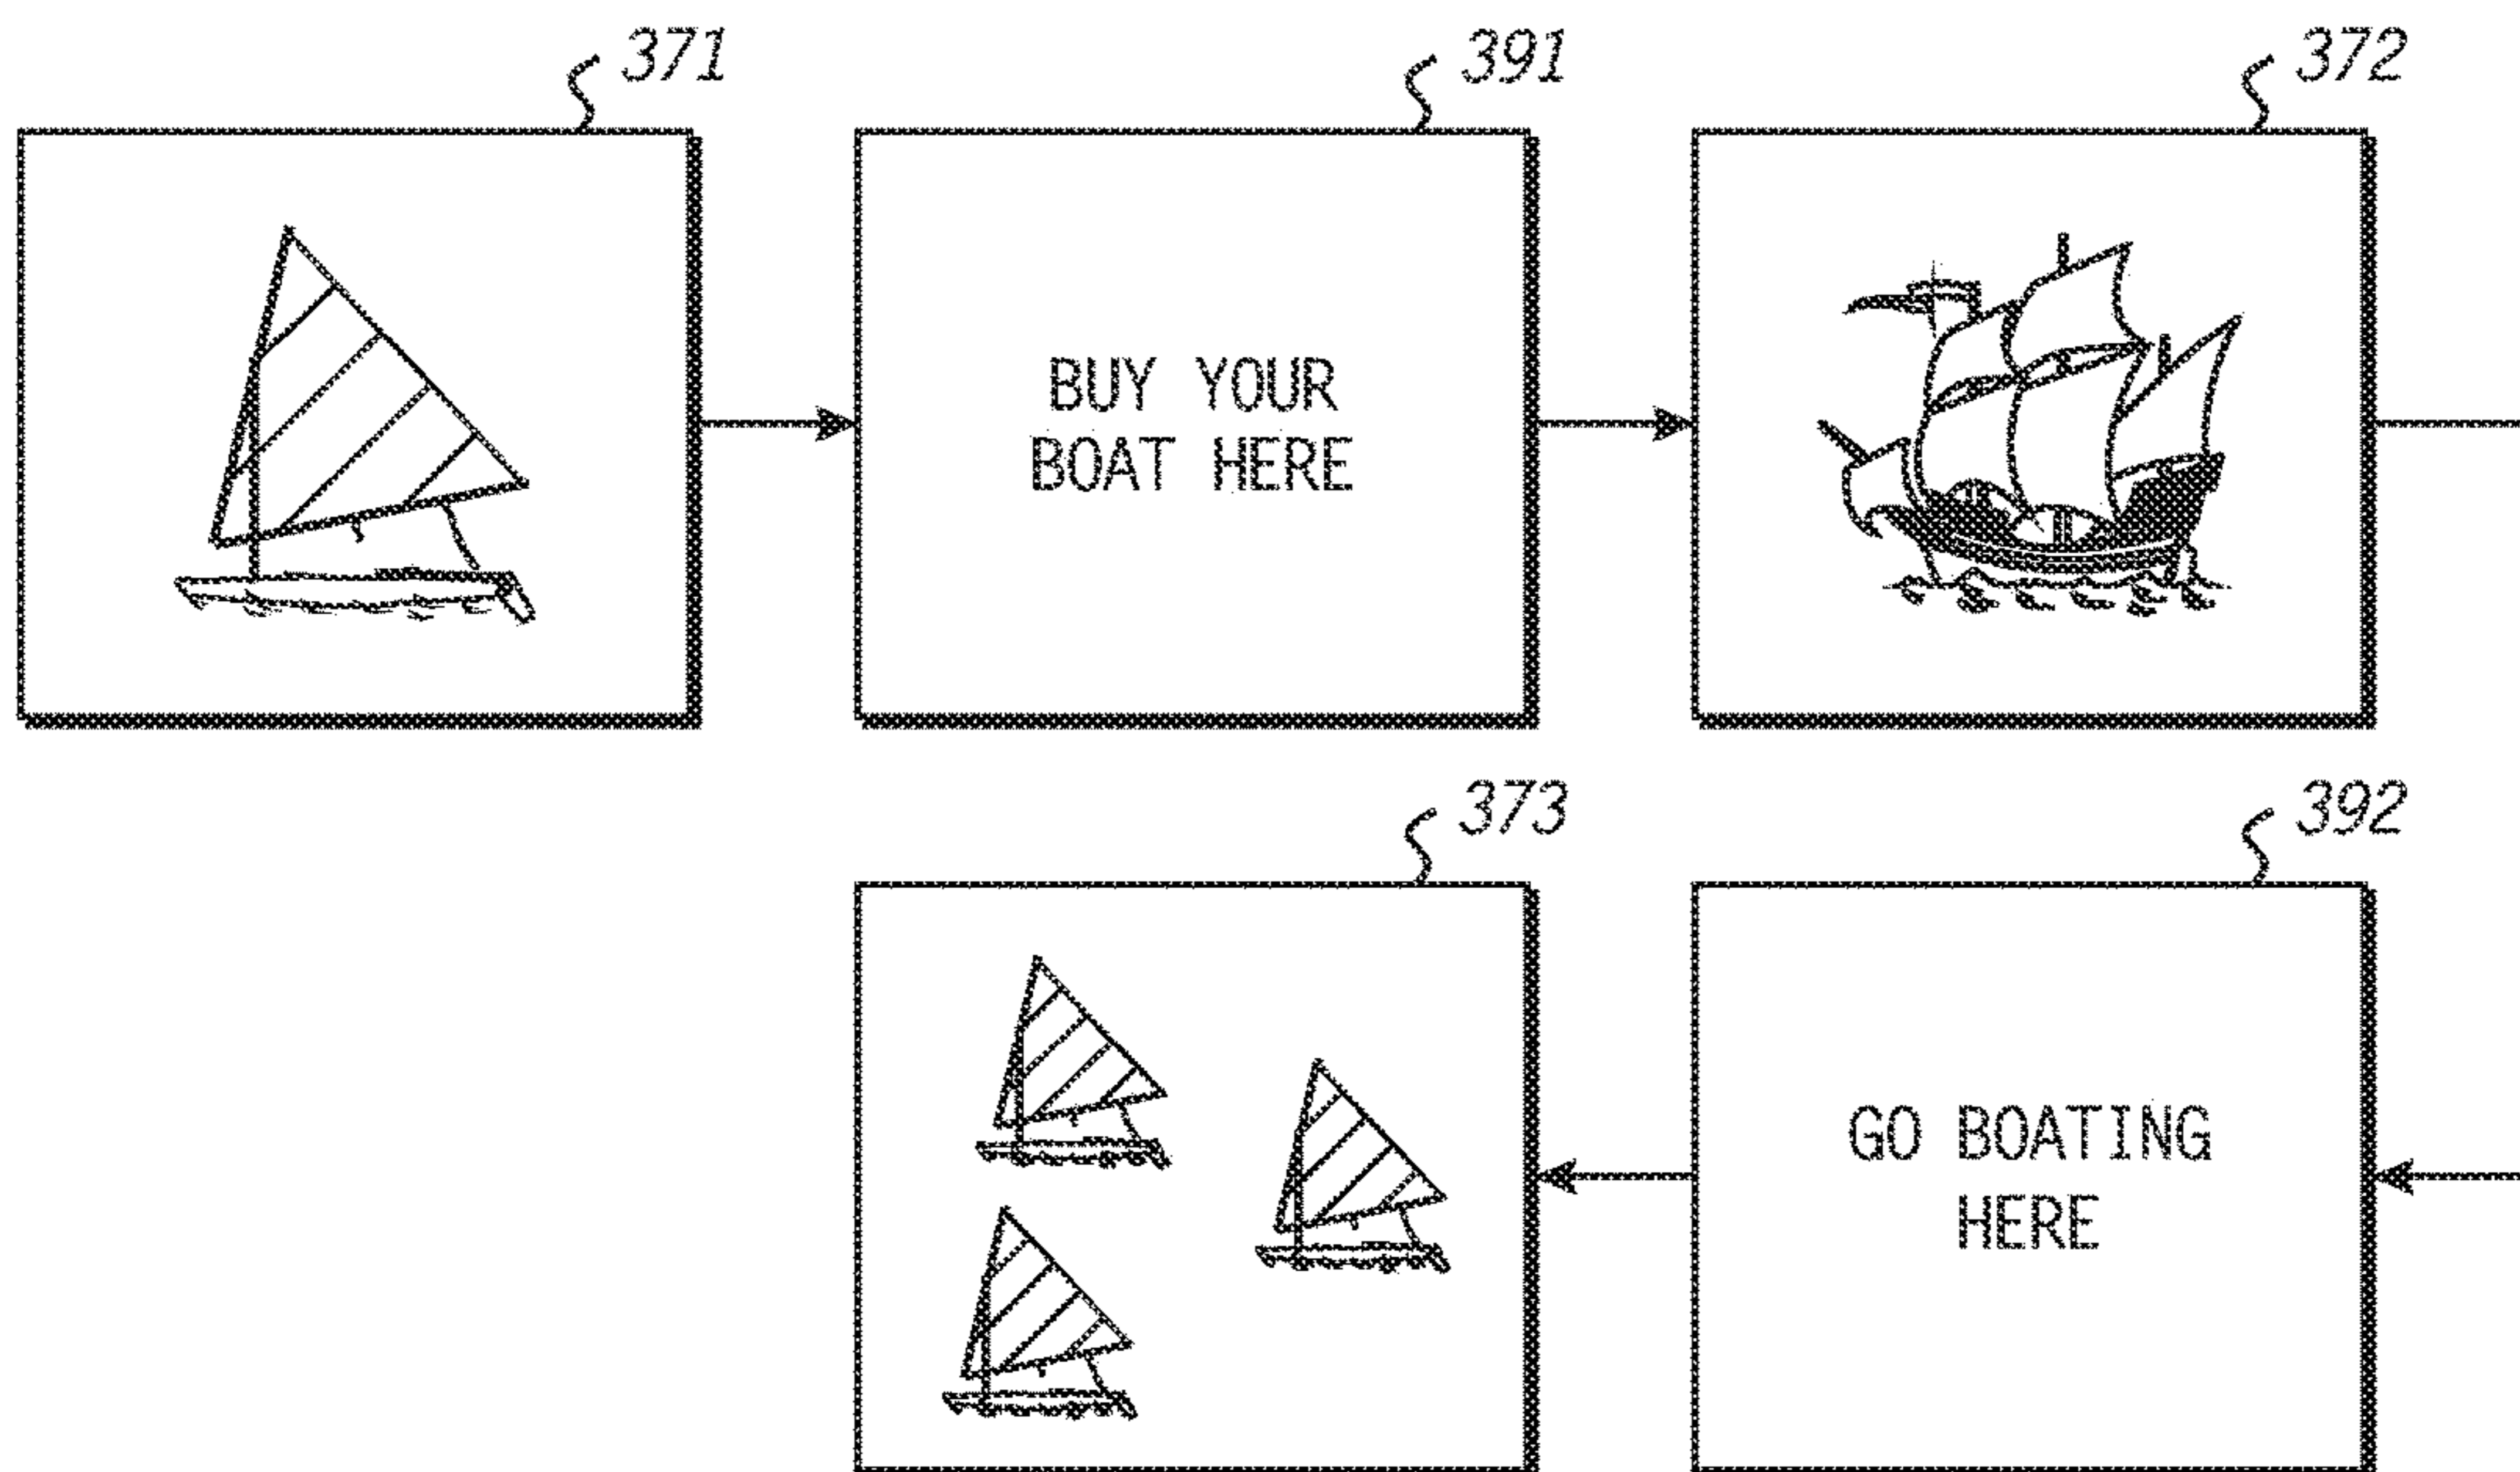 371
391
372
BUY YOUR
BOAT HERE
373
392
GO BOATING
HERE